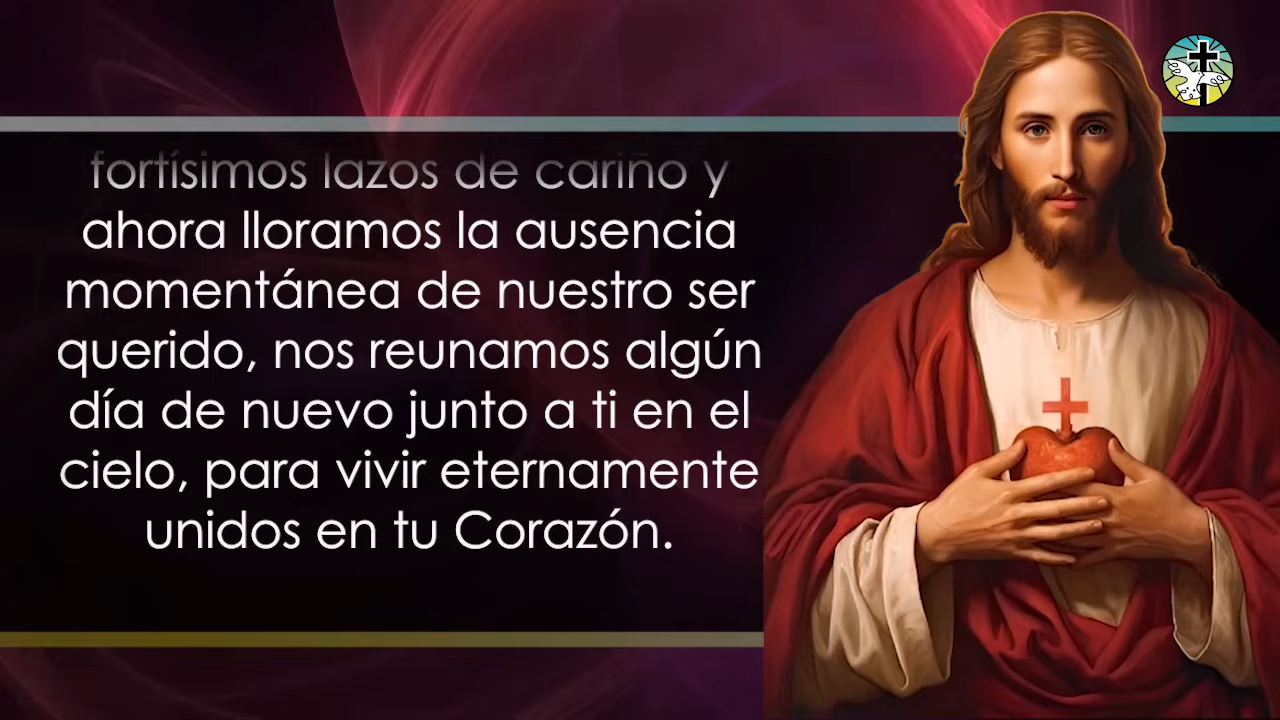 fortísimos lazos de cariño y
ahora lloramos la ausencia
momentánea de nuestro ser
querido, nos reunamos algún
día de nuevo junto a ti en el
cielo, para vivir eternamente
unidos en tu Corazón.